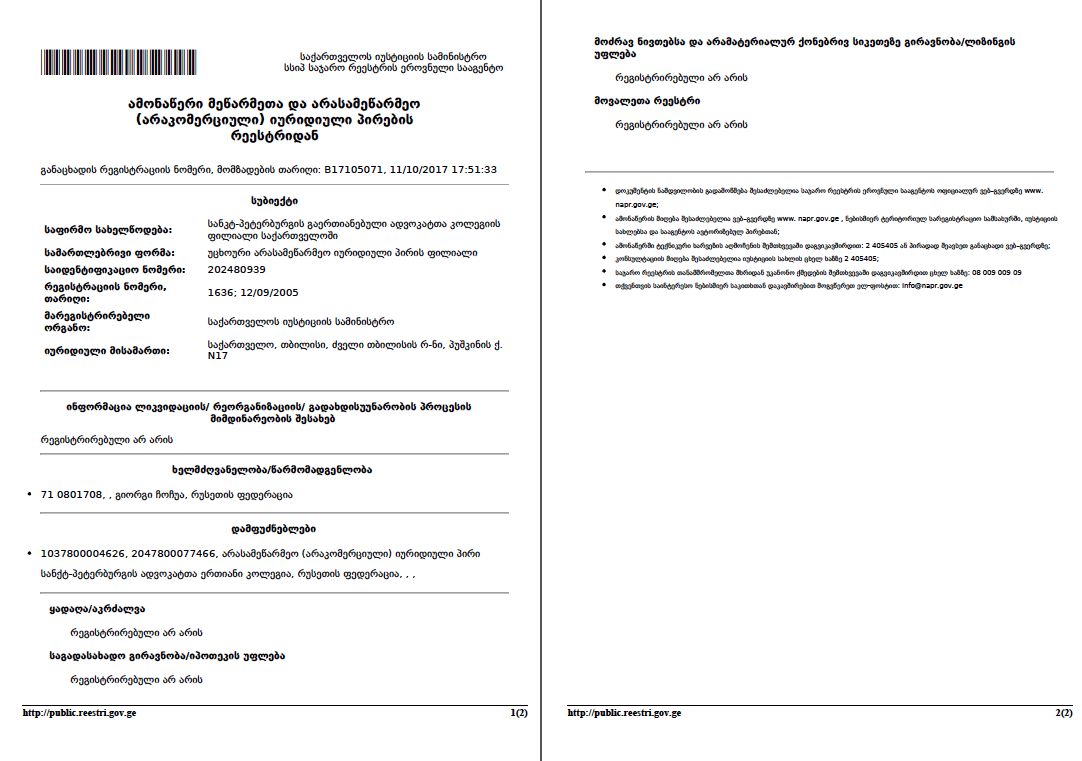 საქართველოს იუსტიციის სამინისტრო
სსიპ საჯარო რეესტრის ეროვნული სააგენტო
ამონაწერი მეწარმეთა და არასამეწარმეო
(არაკომერციული) იურიდიული პირების
რეესტრიდან
განაცხადის რეგისტრაციის ნომერი, მომზადების თარიღი: B17105071, 11/10/2017 17:51:33
სუბიექტი
საფირმო სახელწოდება:
სანკტ-პეტერბურგის გაერთიანებული ადვოკატთა კოლეგიის
ფილიალი საქართველოში
სამართლებრივი ფორმა:
უცხოური არასამეწარმეო იურიდიული პირის ფილიალი
საიდენტიფიკაციო ნომერი:
202480939
რეგისტრაციის ნომერი,
თარიღი:
1636; 12/09/2005
მარეგისტრირებელი
ორგანო:
საქართველოს იუსტიციის სამინისტრო
იურიდიული მისამართი:
საქართველო, თბილისი, ძველი თბილისის რ-ნი, პუშკინის ქ.
N17
ინფორმაცია ლიკვიდაციის/ რეორგანიზაციის/ გადახდისუუნარობის პროცესის
მიმდინარეობის შესახებ
რეგისტრირებული არ არის
ხელმძღვანელობა/წარმომადგენლობა
• 71 0801708, , გიორგი ჩოჩუა, რუსეთის ფედერაცია
დამფუძნებლები
• 1037800004626, 2047800077466, არასამეწარმეო (არაკომერციული) იურიდიული პირი
სანქტ-პეტერბურგის ადვოკატთა ერთიანი კოლეგია, რუსეთის ფედერაცია, , ,
ყადაღა/აკრძალვა
რეგისტრირებული არ არის
საგადასახადო გირავნობა/იპოთეკის უფლება
რეგისტრირებული არ არის
http://public.reestri.gov.ge 1(2)
მოძრავ ნივთებსა და არამატერიალურ ქონებრივ სიკეთეზე გირავნობა/ლიზინგის
უფლება
რეგისტრირებული არ არის
მოვალეთა რეესტრი
რეგისტრირებული არ არის
• დოკუმენტის ნამდვილობის გადამოწმება შესაძლებელია საჯარო რეესტრის ეროვნული სააგენტოს ოფიციალურ ვებ-გვერდზე www.
napr.gov.ge;
• ამონაწერის მიღება შესაძლებელია ვებ-გვერდზე www. napr.gov.ge , ნებისმიერ ტერიტორიულ სარეგისტრაციო სამსახურში, იუსტიციის
სახლებსა და სააგენტოს ავტორიზებულ პირებთან;
• ამონაწერში ტექნიკური ხარვეზის აღმოჩენის შემთხვევაში დაგვიკავშირდით: 2 405405 ან პირადად შეავსეთ განაცხადი ვებ-გვერდზე;
• კონსულტაციის მიღება შესაძლებელია იუსტიციის სახლის ცხელ ხაზზე 2 405405;
• საჯარო რეესტრის თანამშრომელთა მხრიდან უკანონო ქმედების შემთხვევაში დაგვიკავშირდით ცხელ ხაზზე: 08 009 009 09
• თქვენთვის საინტერესო ნებისმიერ საკითხთან დაკავშირებით მოგვწერეთ ელ-ფოსტით: info@napr.gov.ge
http://public.reestri.gov.ge 2(2)